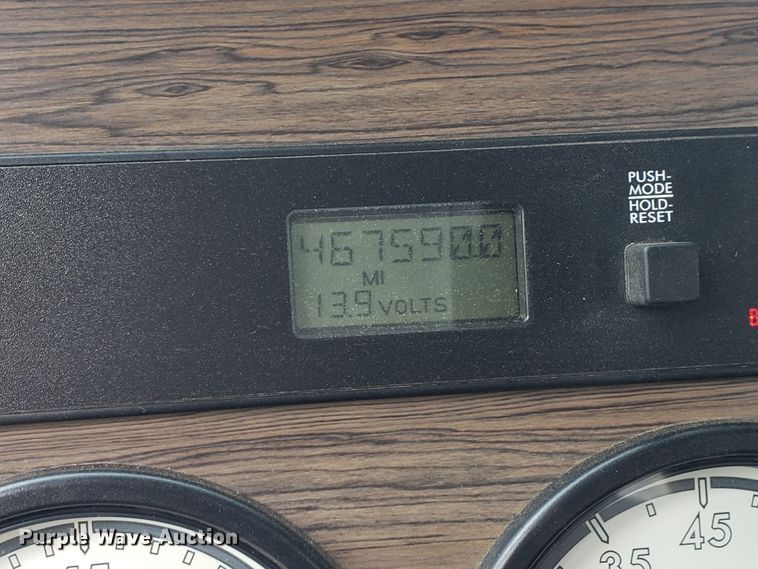 PUSH-
MODE
HOLD-
RESET
467590.0
MI
13.9 VOLTS
45
35
Purple Wave Auction